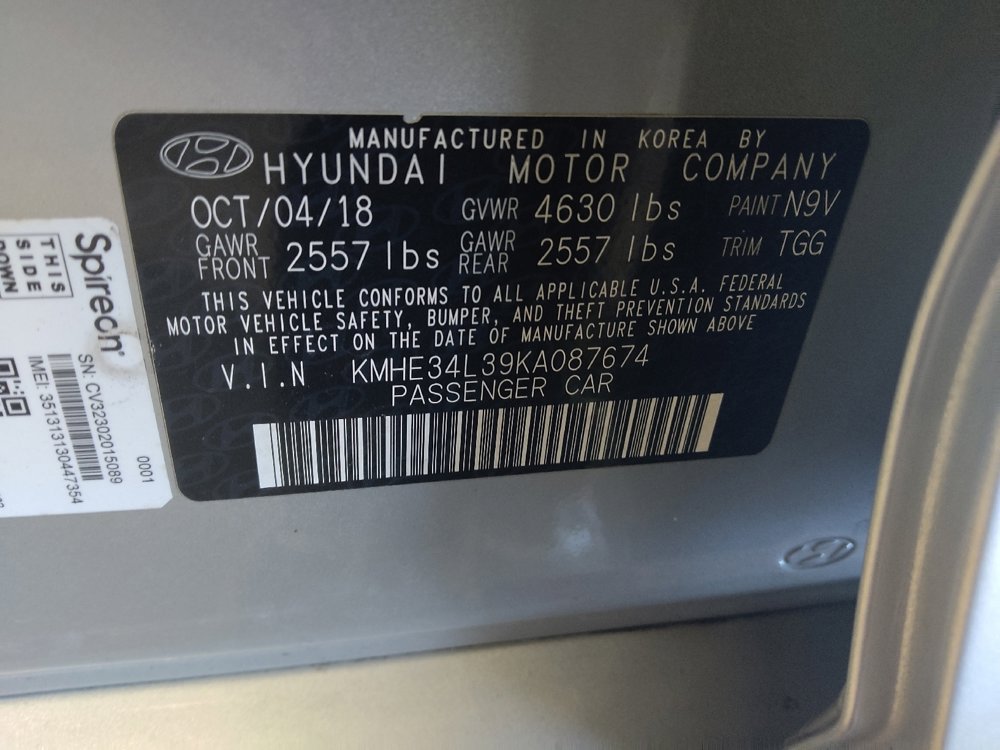 MANUFACTURED IN KOREA BY
HYUNDAI MOTOR COMPANY
OCT/04/18 GVWR 4630 lbs PAINT N9V
GAWR FRONT 2557 lbs GAWR REAR 2557 lbs TRIM TGG
THIS VEHICLE CONFORMS TO ALL APPLICABLE U.S.A. FEDERAL
MOTOR VEHICLE SAFETY, BUMPER, AND THEFT PREVENTION STANDARDS
IN EFFECT ON THE DATE OF MANUFACTURE SHOWN ABOVE
V.I.N KMHE34L39KA087674
PASSENGER CAR
THIS
SIDE
DOWN
Spireon
SN: CV32302015089
0001
IMEI: 351313130447354